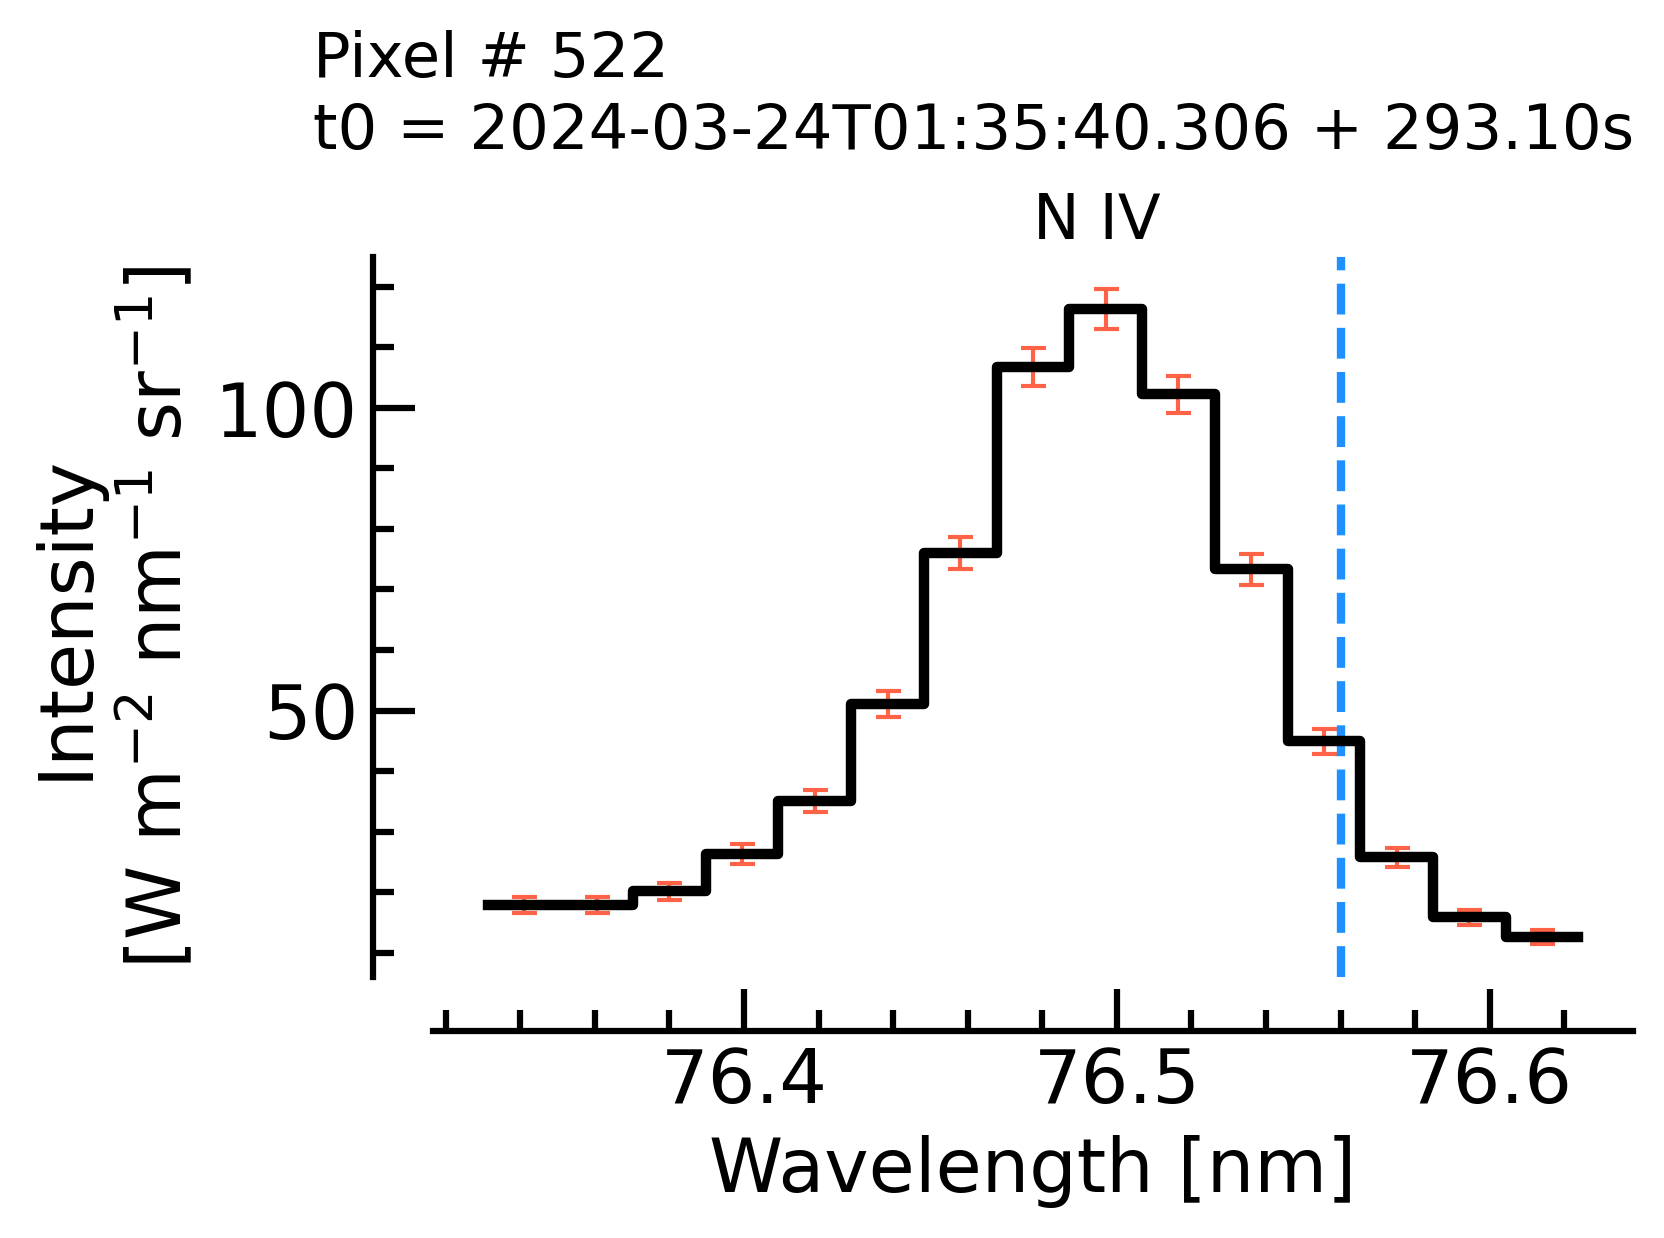 Pixel # 522
t0 = 2024-03-24T01:35:40.306 + 293.10s
N IV
Intensity
[W m⁻² nm⁻¹ sr⁻¹]
100
50
76.4 76.5 76.6
Wavelength [nm]